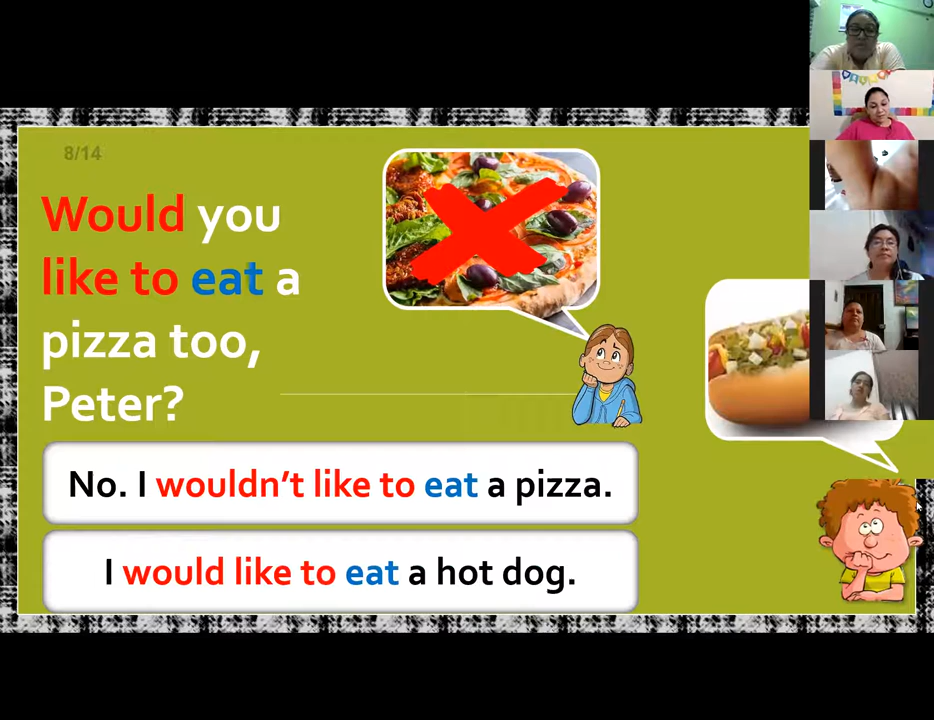 8/14
Would you
like to eat a
pizza too,
Peter?
No. I wouldn't like to eat a pizza.
I would like to eat a hot dog.